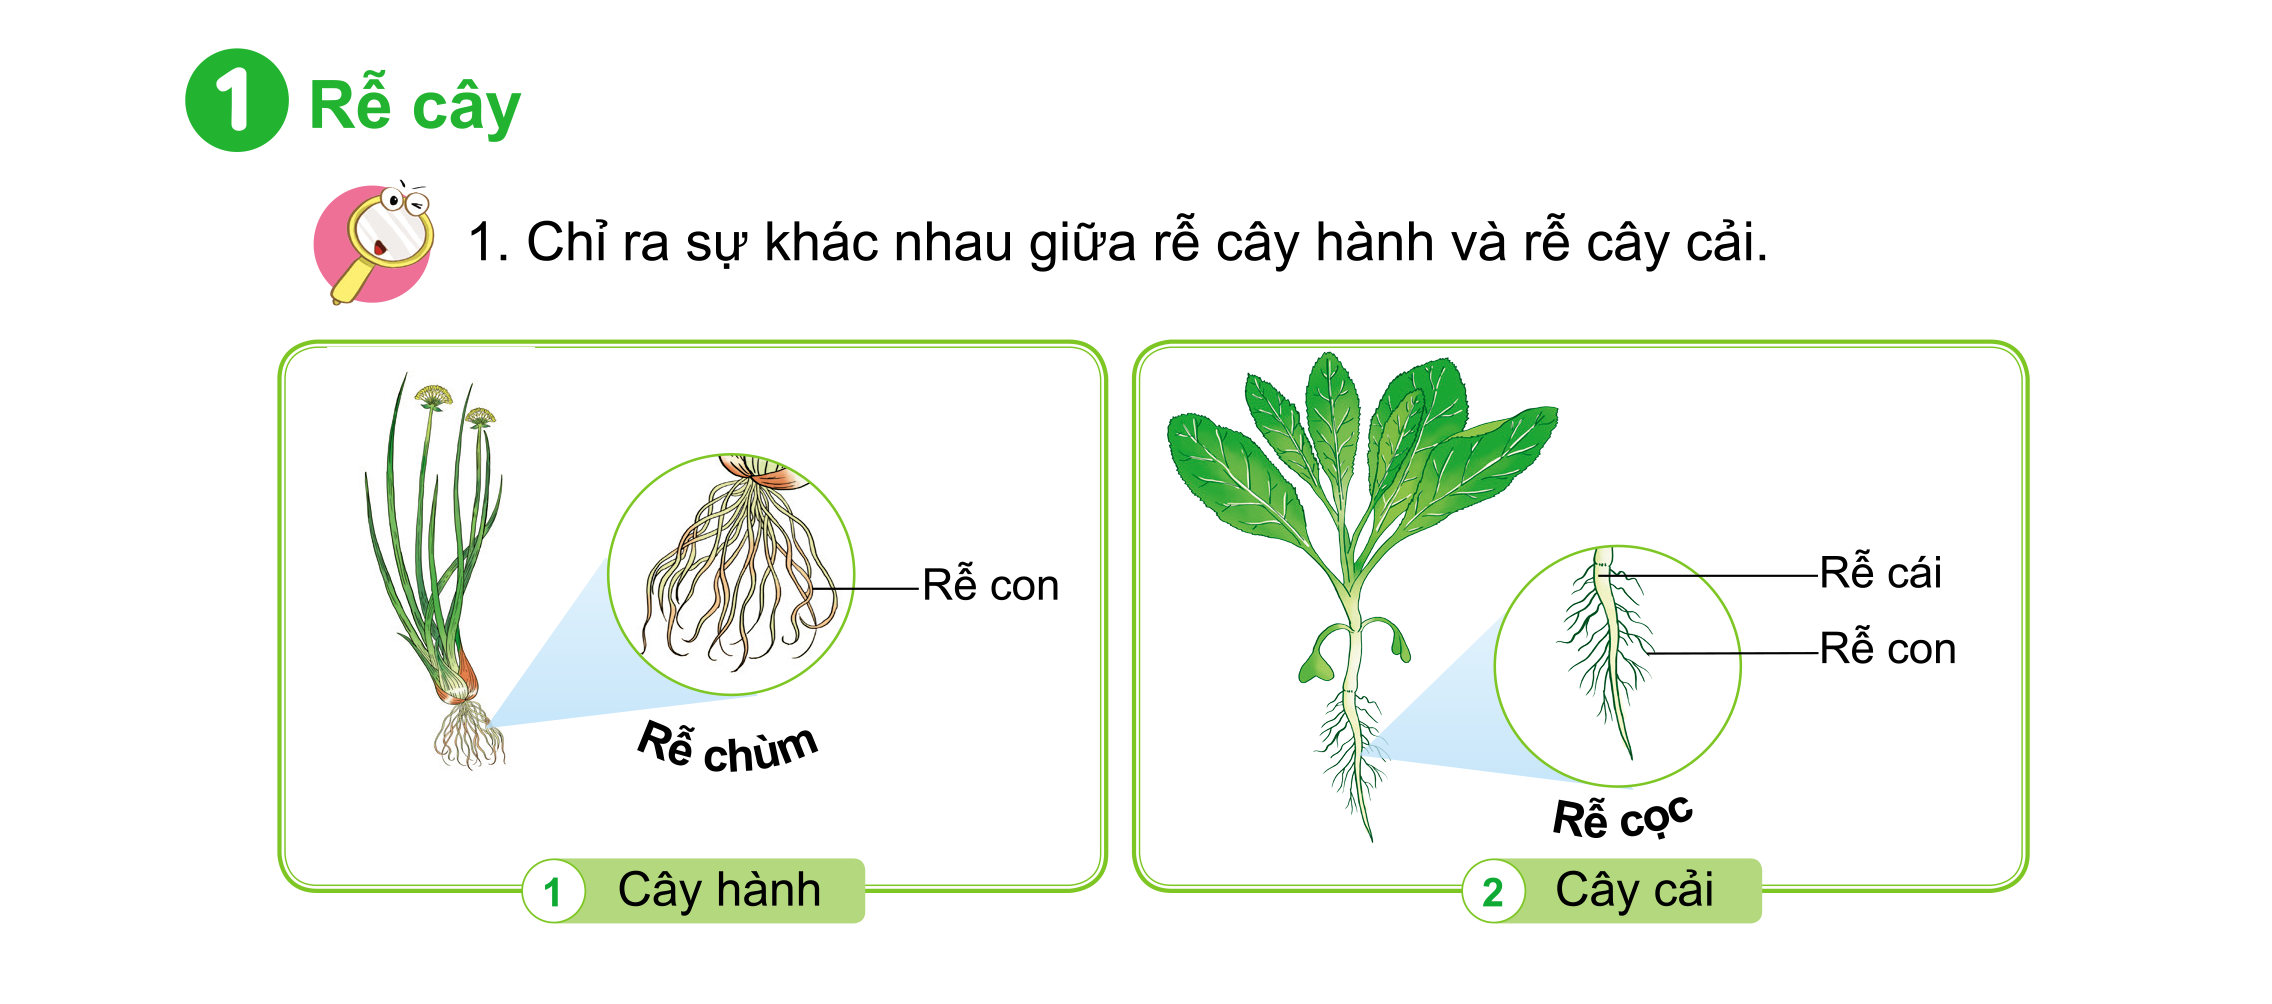 1 Rễ cây
1. Chỉ ra sự khác nhau giữa rễ cây hành và rễ cây cải.
Rễ con
Rễ chùm
1 Cây hành
Rễ cái
Rễ con
Rễ cọc
2 Cây cải